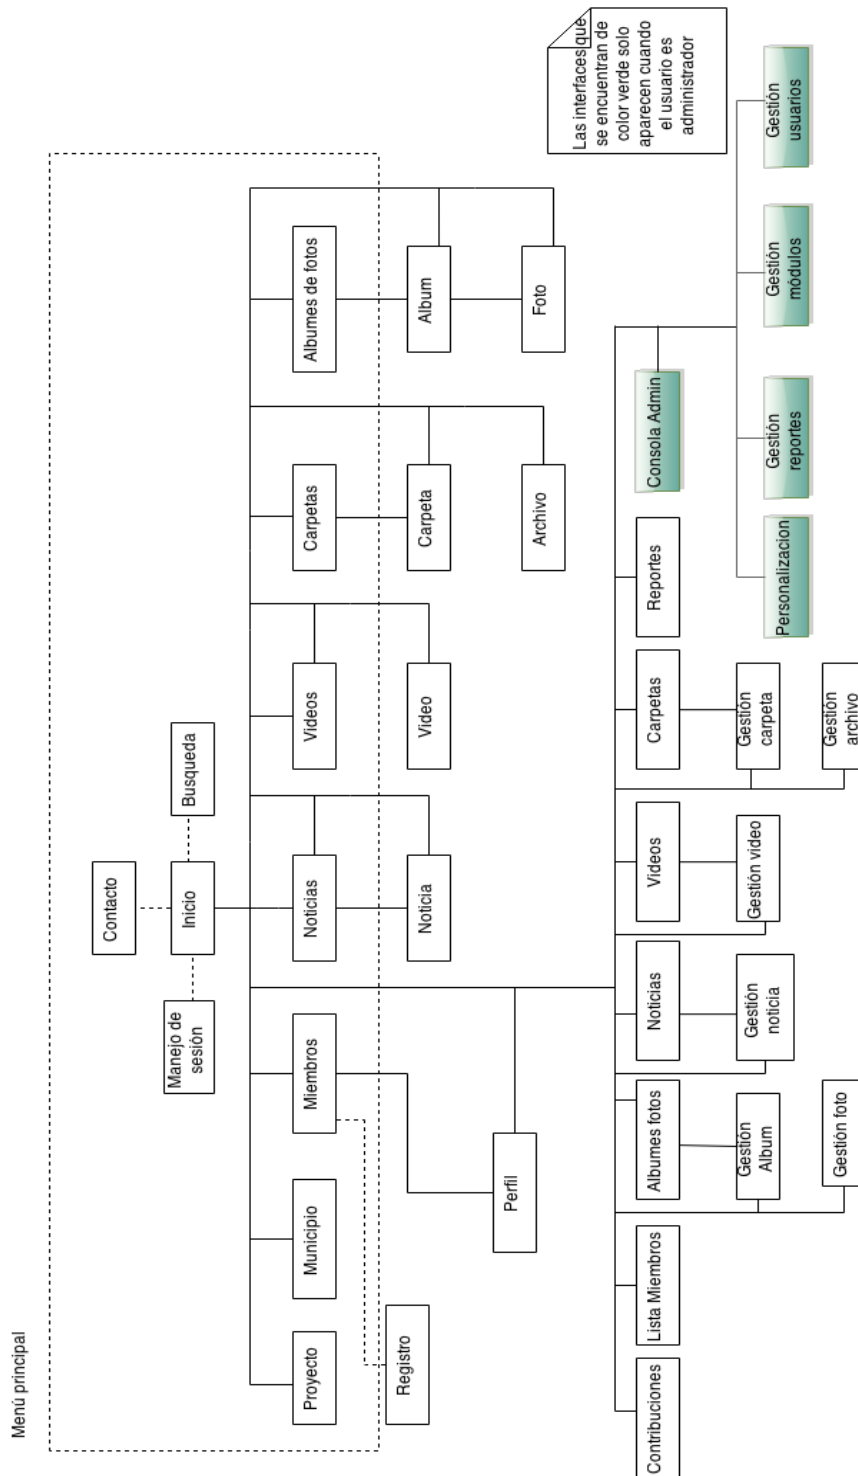 Menú principal
Contacto
Manejo de
sesión
Inicio
Busqueda
Proyecto
Municipio
Miembros
Noticias
Videos
Carpetas
Albumes de fotos
Registro
Noticia
Video
Carpeta
Album
Perfil
Archivo
Foto
Las interfaces que
se encuentran de
color verde solo
aparecen cuando
el usuario es
administrador
Contribuciones
Lista Miembros
Albumes fotos
Noticias
Videos
Carpetas
Reportes
Consola Admin
Gestión
Album
Gestión
noticia
Gestión video
Gestión
carpeta
Personalizacion
Gestión
reportes
Gestión
módulos
Gestión
usuarios
Gestión foto
Gestión
archivo